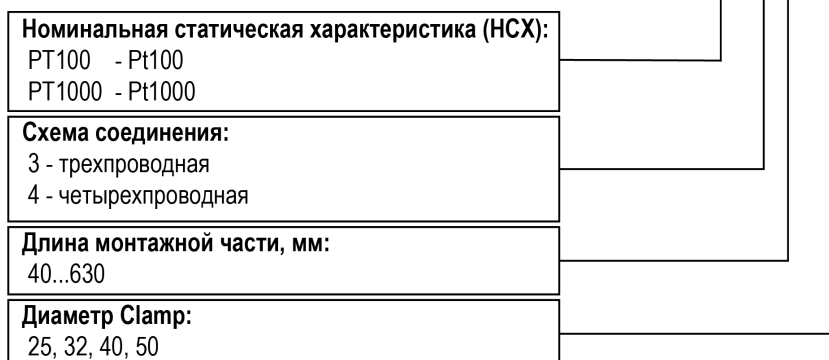 Номинальная статическая характеристика (НСХ):
PT100 - Pt100
PT1000 - Pt1000
Схема соединения:
3 - трехпроводная
4 - четырехпроводная
Длина монтажной части, мм:
40...630
Диаметр Clamp:
25, 32, 40, 50